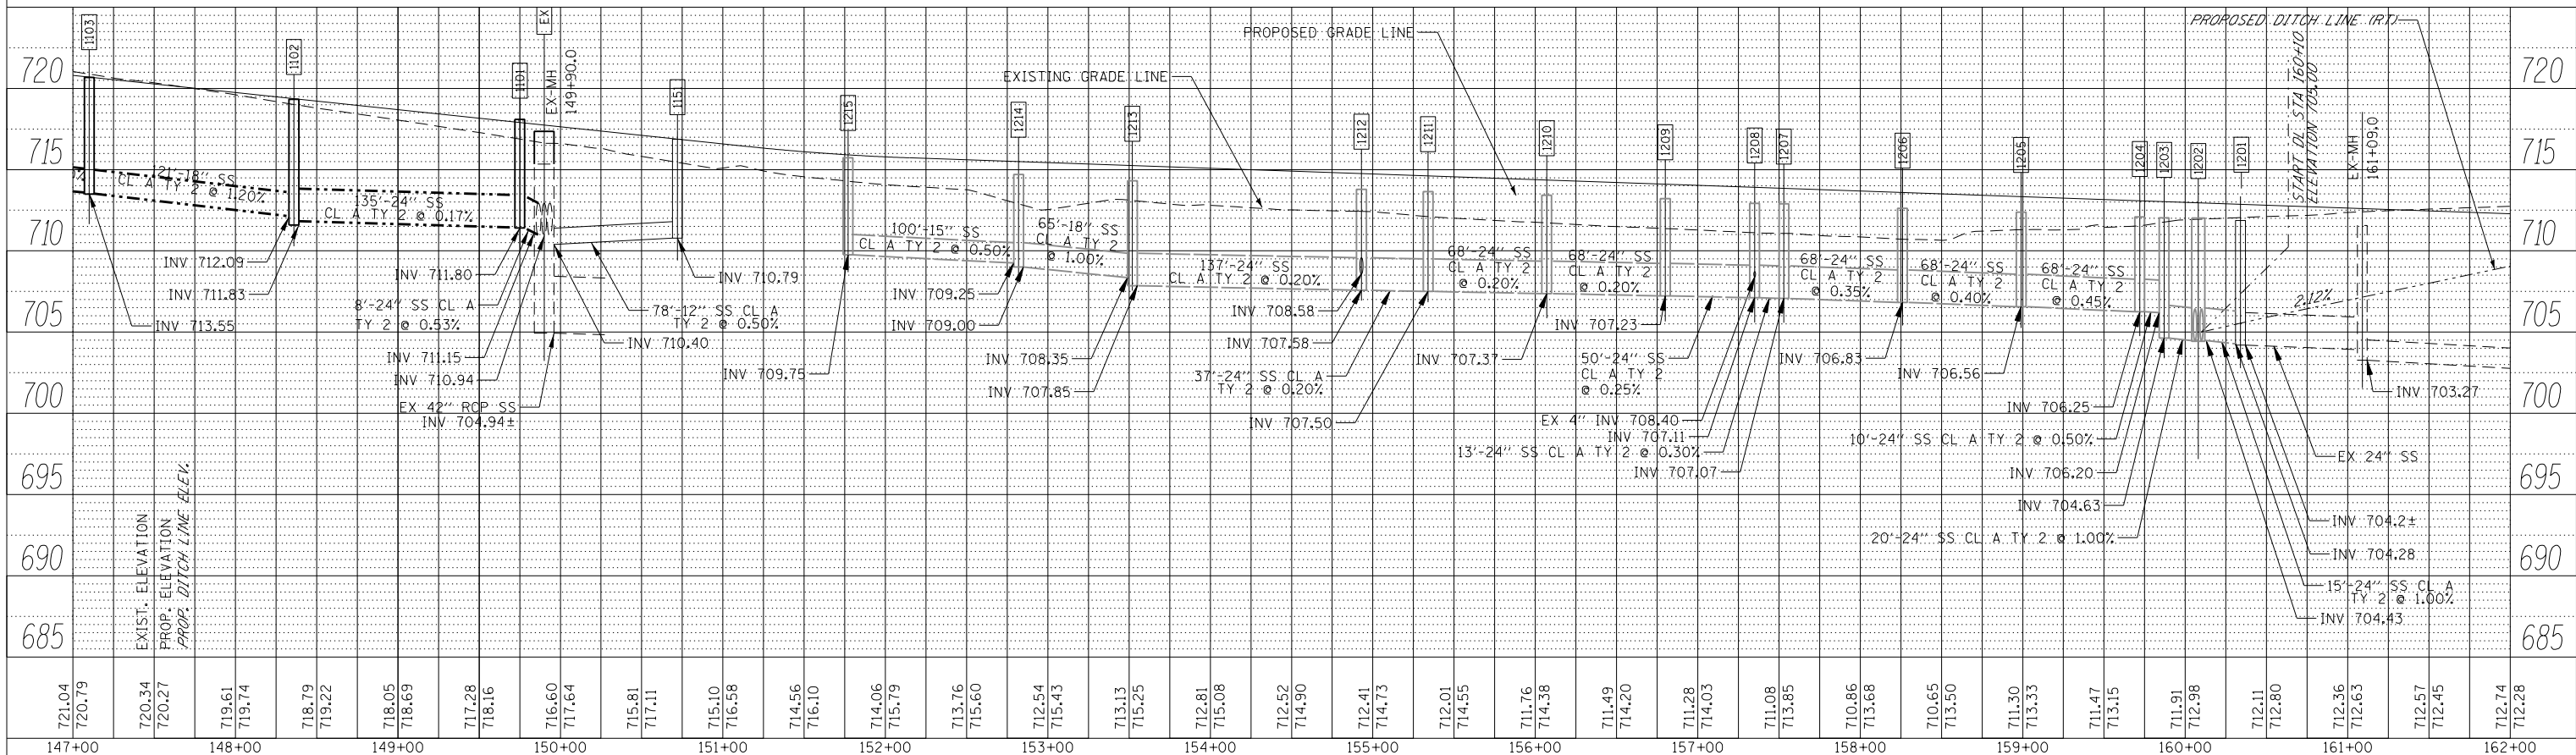 PROPOSED DITCH LINE (RT)
PROPOSED GRADE LINE
EXISTING GRADE LINE
START DL STA 160+10
ELEVATION 705.00
1103
1102
1101
EX
EX-MH
149+90.0
1151
1215
1214
1213
1212
1211
1210
1209
1208
1207
1206
1205
1204
1203
1202
1201
EX-MH
161+09.0
720
720
715
715
710
710
705
705
700
700
695
695
690
690
685
685
121'-18" SS
CL A TY 2 @ 1.20%
135'-24" SS
CL A TY 2 @ 0.17%
100'-15" SS
CL A TY 2 @ 0.50%
65'-18" SS
CL A TY 2
@ 1.00%
137'-24" SS
CL A TY 2 @ 0.20%
68'-24" SS
CL A TY 2
@ 0.20%
68'-24" SS
CL A TY 2
@ 0.20%
68'-24" SS
CL A TY 2
@ 0.35%
68'-24" SS
CL A TY 2
@ 0.40%
68'-24" SS
CL A TY 2
@ 0.45%
2.12%
INV 712.09
INV 711.83
INV 713.55
INV 711.80
8'-24" SS CL A
TY 2 @ 0.53%
INV 711.15
INV 710.94
EX 42" RCP SS
INV 704.94±
INV 710.79
78'-12" SS CL A
TY 2 @ 0.50%
INV 710.40
INV 709.75
INV 709.25
INV 709.00
INV 708.35
INV 707.85
INV 708.58
INV 707.58
37'-24" SS CL A
TY 2 @ 0.20%
INV 707.50
INV 707.37
INV 707.23
50'-24" SS
CL A TY 2
@ 0.25%
EX 4" INV 708.40
INV 707.11
13'-24" SS CL A TY 2 @ 0.30%
INV 707.07
INV 706.83
INV 706.56
INV 706.25
10'-24" SS CL A TY 2 @ 0.50%
INV 706.20
INV 704.63
20'-24" SS CL A TY 2 @ 1.00%
INV 703.27
EX 24" SS
INV 704.2±
INV 704.28
15'-24" SS CL A
TY 2 @ 1.00%
INV 704.43
EXIST. ELEVATION
PROP. ELEVATION
PROP. DITCH LINE ELEV.
721.04
720.79
720.34
720.27
719.61
719.74
718.79
719.22
718.05
718.69
717.28
718.16
716.60
717.64
715.81
717.11
715.10
716.58
714.56
716.10
714.06
715.79
713.76
715.60
712.54
715.43
713.13
715.25
712.81
715.08
712.52
714.90
712.41
714.73
712.01
714.55
711.76
714.38
711.49
714.20
711.28
714.03
711.08
713.85
710.86
713.68
710.65
713.50
711.30
713.33
711.47
713.15
711.91
712.98
712.11
712.80
712.36
712.63
712.57
712.45
712.74
712.28
147+00
148+00
149+00
150+00
151+00
152+00
153+00
154+00
155+00
156+00
157+00
158+00
159+00
160+00
161+00
162+00